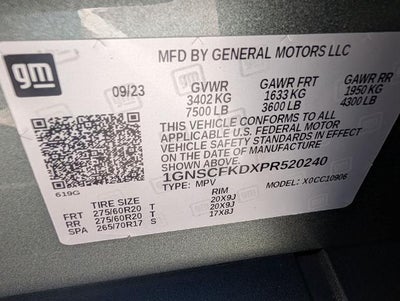 gm
MFD BY GENERAL MOTORS LLC
09/23 GVWR GAWR FRT GAWR RR
3402 KG 1633 KG 1950 KG
7500 LB 3600 LB 4300 LB
THIS VEHICLE CONFORMS TO ALL
APPLICABLE U.S. FEDERAL MOTOR
VEHICLE SAFETY STANDARDS IN EFFECT
ON THE DATE OF MANUFACTURE
SHOWN ABOVE.
1GNSCFKDXPR520240
619G TYPE: MPV MODEL: X0CC10906
TIRE SIZE RIM
FRT 275/60R20 T 20X9J
RR 275/60R20 T 20X9J
SPA 265/70R17 S 17X8J